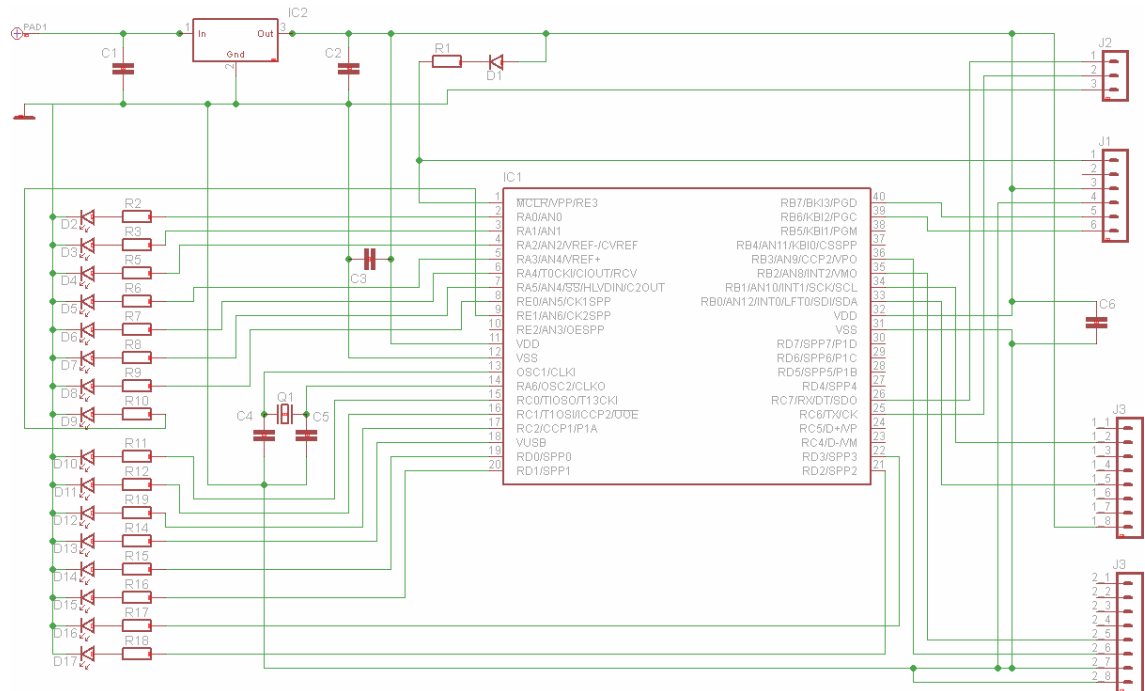 PAD1
IC2
1
In
Out
3
Gnd
2
C1
C2
R1
D1
J2
1
2
3
J1
1
2
3
4
5
6
IC1
1 MCLR/VPP/RE3
2 RA0/AN0
3 RA1/AN1
4 RA2/AN2/VREF-/CVREF
5 RA3/AN4/VREF+
6 RA4/T0CKI/CIOUT/RCV
7 RA5/AN4/SS/HLVDIN/C2OUT
8 RE0/AN5/CK1SPP
9 RE1/AN6/CK2SPP
10 RE2/AN3/OESPP
11 VDD
12 VSS
13 OSC1/CLKI
14 RA6/OSC2/CLKO
15 RC0/TIOSO/T13CKI
16 RC1/T1OSI/ICCP2/UOE
17 RC2/CCP1/P1A
18 VUSB
19 RD0/SPP0
20 RD1/SPP1
RB7/BKI3/PGD 40
RB6/KBI2/PGC 39
RB5/KBI1/PGM 38
RB4/AN11/KBI0/CSSPP 37
RB3/AN9/CCP2/VPO 36
RB2/AN8/INT2/VMO 35
RB1/AN10/INT1/SCK/SCL 34
RB0/AN12/INT0/LFT0/SDI/SDA 33
VDD 32
VSS 31
RD7/SPP7/P1D 30
RD6/SPP6/P1C 29
RD5/SPP5/P1B 28
RD4/SPP4 27
RC7/RX/DT/SDO 26
RC6/TX/CK 25
RC5/D+/VP 24
RC4/D-/VM 23
RD3/SPP3 22
RD2/SPP2 21
D2 R2
D3 R3
D4 R5
D5 R6
D6 R7
D7 R8
D8 R9
D9 R10
D10 R11
D11 R12
D12 R19
D13 R14
D14 R15
D15 R16
D16 R17
D17 R18
C3
Q1
C4
C5
C6
J3
1_1
1_2
1_3
1_4
1_5
1_6
1_7
1_8
J3
2_1
2_2
2_3
2_4
2_5
2_6
2_7
2_8